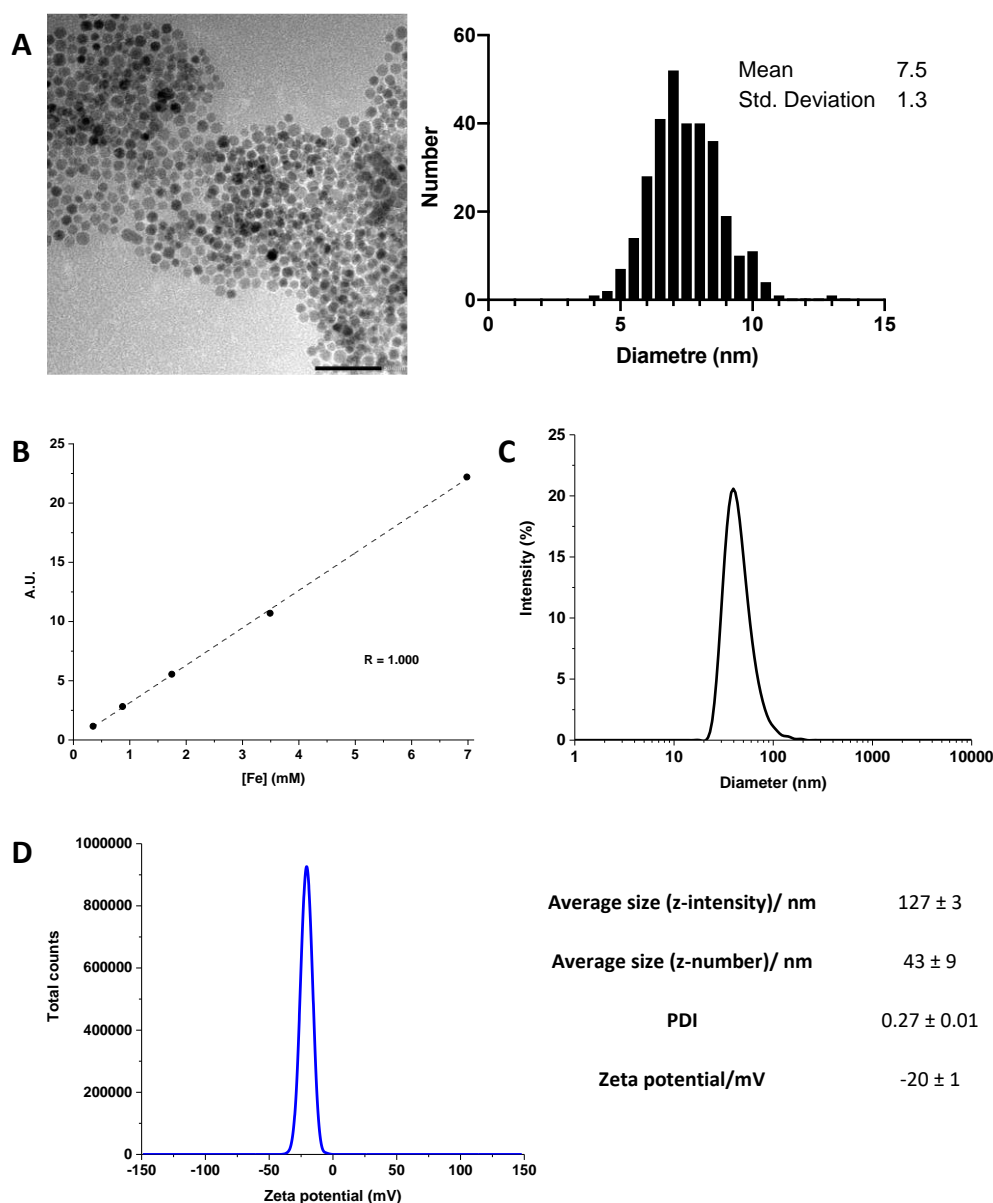 A
Mean 7.5
Std. Deviation 1.3
60
40
20
0
Number
0 5 10 15
Diametre (nm)
B
25
20
15
10
5
0
A.U.
R = 1.000
0 1 2 3 4 5 6 7
[Fe] (mM)
C
25
20
15
10
5
0
Intensity (%)
1 10 100 1000 10000
Diameter (nm)
D
1000000
800000
600000
400000
200000
0
Total counts
-150 -100 -50 0 50 100 150
Zeta potential (mV)
Average size (z-intensity)/ nm 127 ± 3
Average size (z-number)/ nm 43 ± 9
PDI 0.27 ± 0.01
Zeta potential/mV -20 ± 1